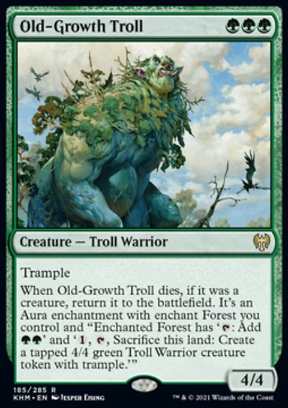 Old-Growth Troll
Creature — Troll Warrior
Trample
When Old-Growth Troll dies, if it was a
creature, return it to the battlefield. It's an
Aura enchantment with enchant Forest you
control and "Enchanted Forest has ': Add
' and '1, , Sacrifice this land: Create
a tapped 4/4 green Troll Warrior creature
token with trample.'"
185/285 R
KHM • EN Jesper Ejsing
4/4
™ & © 2021 Wizards of the Coast